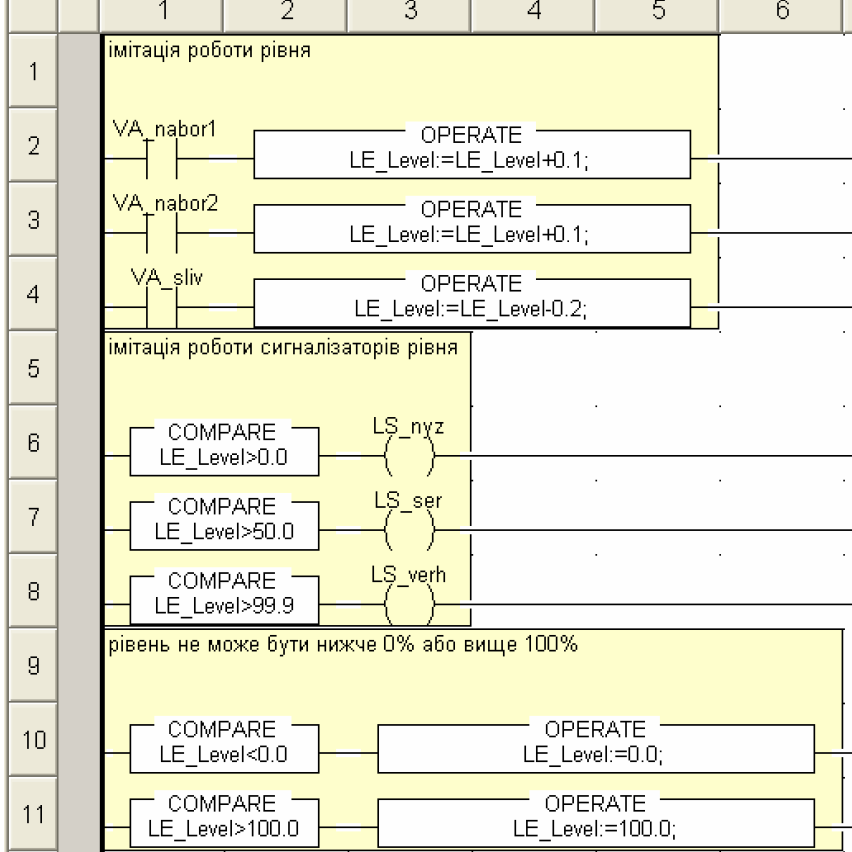 1 2 3 4 5 6
1
імітація роботи рівня
2
VA_nabor1
OPERATE
LE_Level:=LE_Level+0.1;
3
VA_nabor2
OPERATE
LE_Level:=LE_Level+0.1;
4
VA_sliv
OPERATE
LE_Level:=LE_Level-0.2;
5
імітація роботи сигналізаторів рівня
6
COMPARE
LE_Level>0.0
LS_nyz
7
COMPARE
LE_Level>50.0
LS_ser
8
COMPARE
LE_Level>99.9
LS_verh
9
рівень не може бути нижче 0% або вище 100%
10
COMPARE
LE_Level<0.0
OPERATE
LE_Level:=0.0;
11
COMPARE
LE_Level>100.0
OPERATE
LE_Level:=100.0;